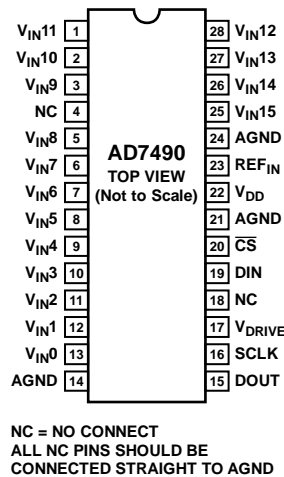 VIN11 1
VIN10 2
VIN9 3
NC 4
VIN8 5
VIN7 6
VIN6 7
VIN5 8
VIN4 9
VIN3 10
VIN2 11
VIN1 12
VIN0 13
AGND 14
AD7490
TOP VIEW
(Not to Scale)
28 VIN12
27 VIN13
26 VIN14
25 VIN15
24 AGND
23 REFIN
22 VDD
21 AGND
20 CS
19 DIN
18 NC
17 VDRIVE
16 SCLK
15 DOUT
NC = NO CONNECT
ALL NC PINS SHOULD BE
CONNECTED STRAIGHT TO AGND